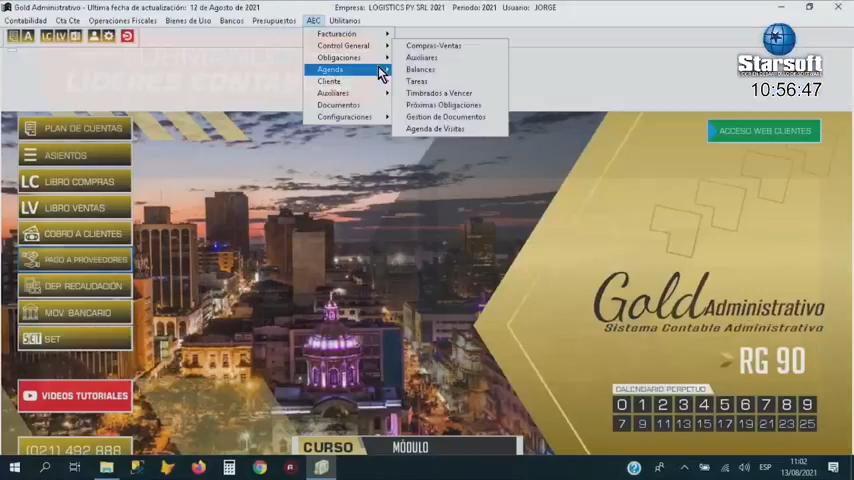 Gold Administrativo - Ultima fecha de actualización: 12 de Agosto de 2021
Empresa: LOGISTICS PY SRL 2021 Periodo: 2021 Usuario: JORGE
Contabilidad Cta Cte Operaciones Fiscales Bienes de Uso Bancos Presupuestos AEC Utilitarios
Facturación
Control General
Obligaciones
Agenda
Cliente
Auxiliares
Documentos
Configuraciones
Compras-Ventas
Auxiliares
Balances
Tareas
Timbrados a Vencer
Próximas Obligaciones
Gestion de Documentos
Agenda de Visitas
Starsoft
10:56:47
ACCESO WEB CLIENTES
PLAN DE CUENTAS
ASIENTOS
LC LIBRO COMPRAS
LV LIBRO VENTAS
COBRO A CLIENTES
PAGO A PROVEEDORES
DEP RECAUDACIÓN
MOV. BANCARIO
SET SET
VIDEOS TUTORIALES
(021) 492 888
Gold Administrativo
Sistema Contable Administrativo
RG 90
CALENDARIO PERPETUO
0 1 2 3 4 5 6 7 8 9
7 9 11 13 15 17 19 21 23 25
CURSO MÓDULO
ESP
11:02
13/08/2021